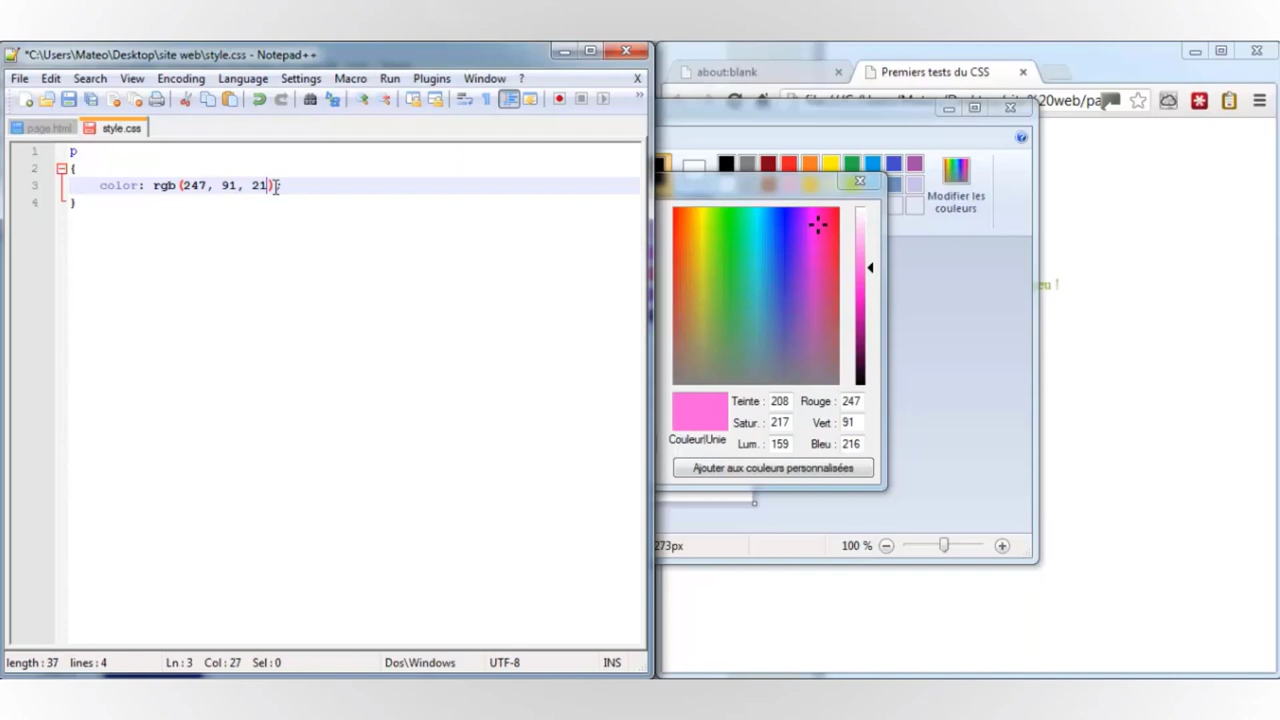 *C:\Users\Mateo\Desktop\site web\style.css - Notepad++
File Edit Search View Encoding Language Settings Macro Run Plugins Window ? X
page.html style.css
1 p
2 {
3 color: rgb(247, 91, 21);
4 }
length : 37 lines : 4 Ln : 3 Col : 27 Sel : 0 Dos\Windows UTF-8 INS
about:blank
Premiers tests du CSS
Modifier les
couleurs
Teinte : 208 Rouge : 247
Satur. : 217 Vert : 91
Couleur|Unie
Lum. : 159 Bleu : 216
Ajouter aux couleurs personnalisées
273px
100 %
eu !